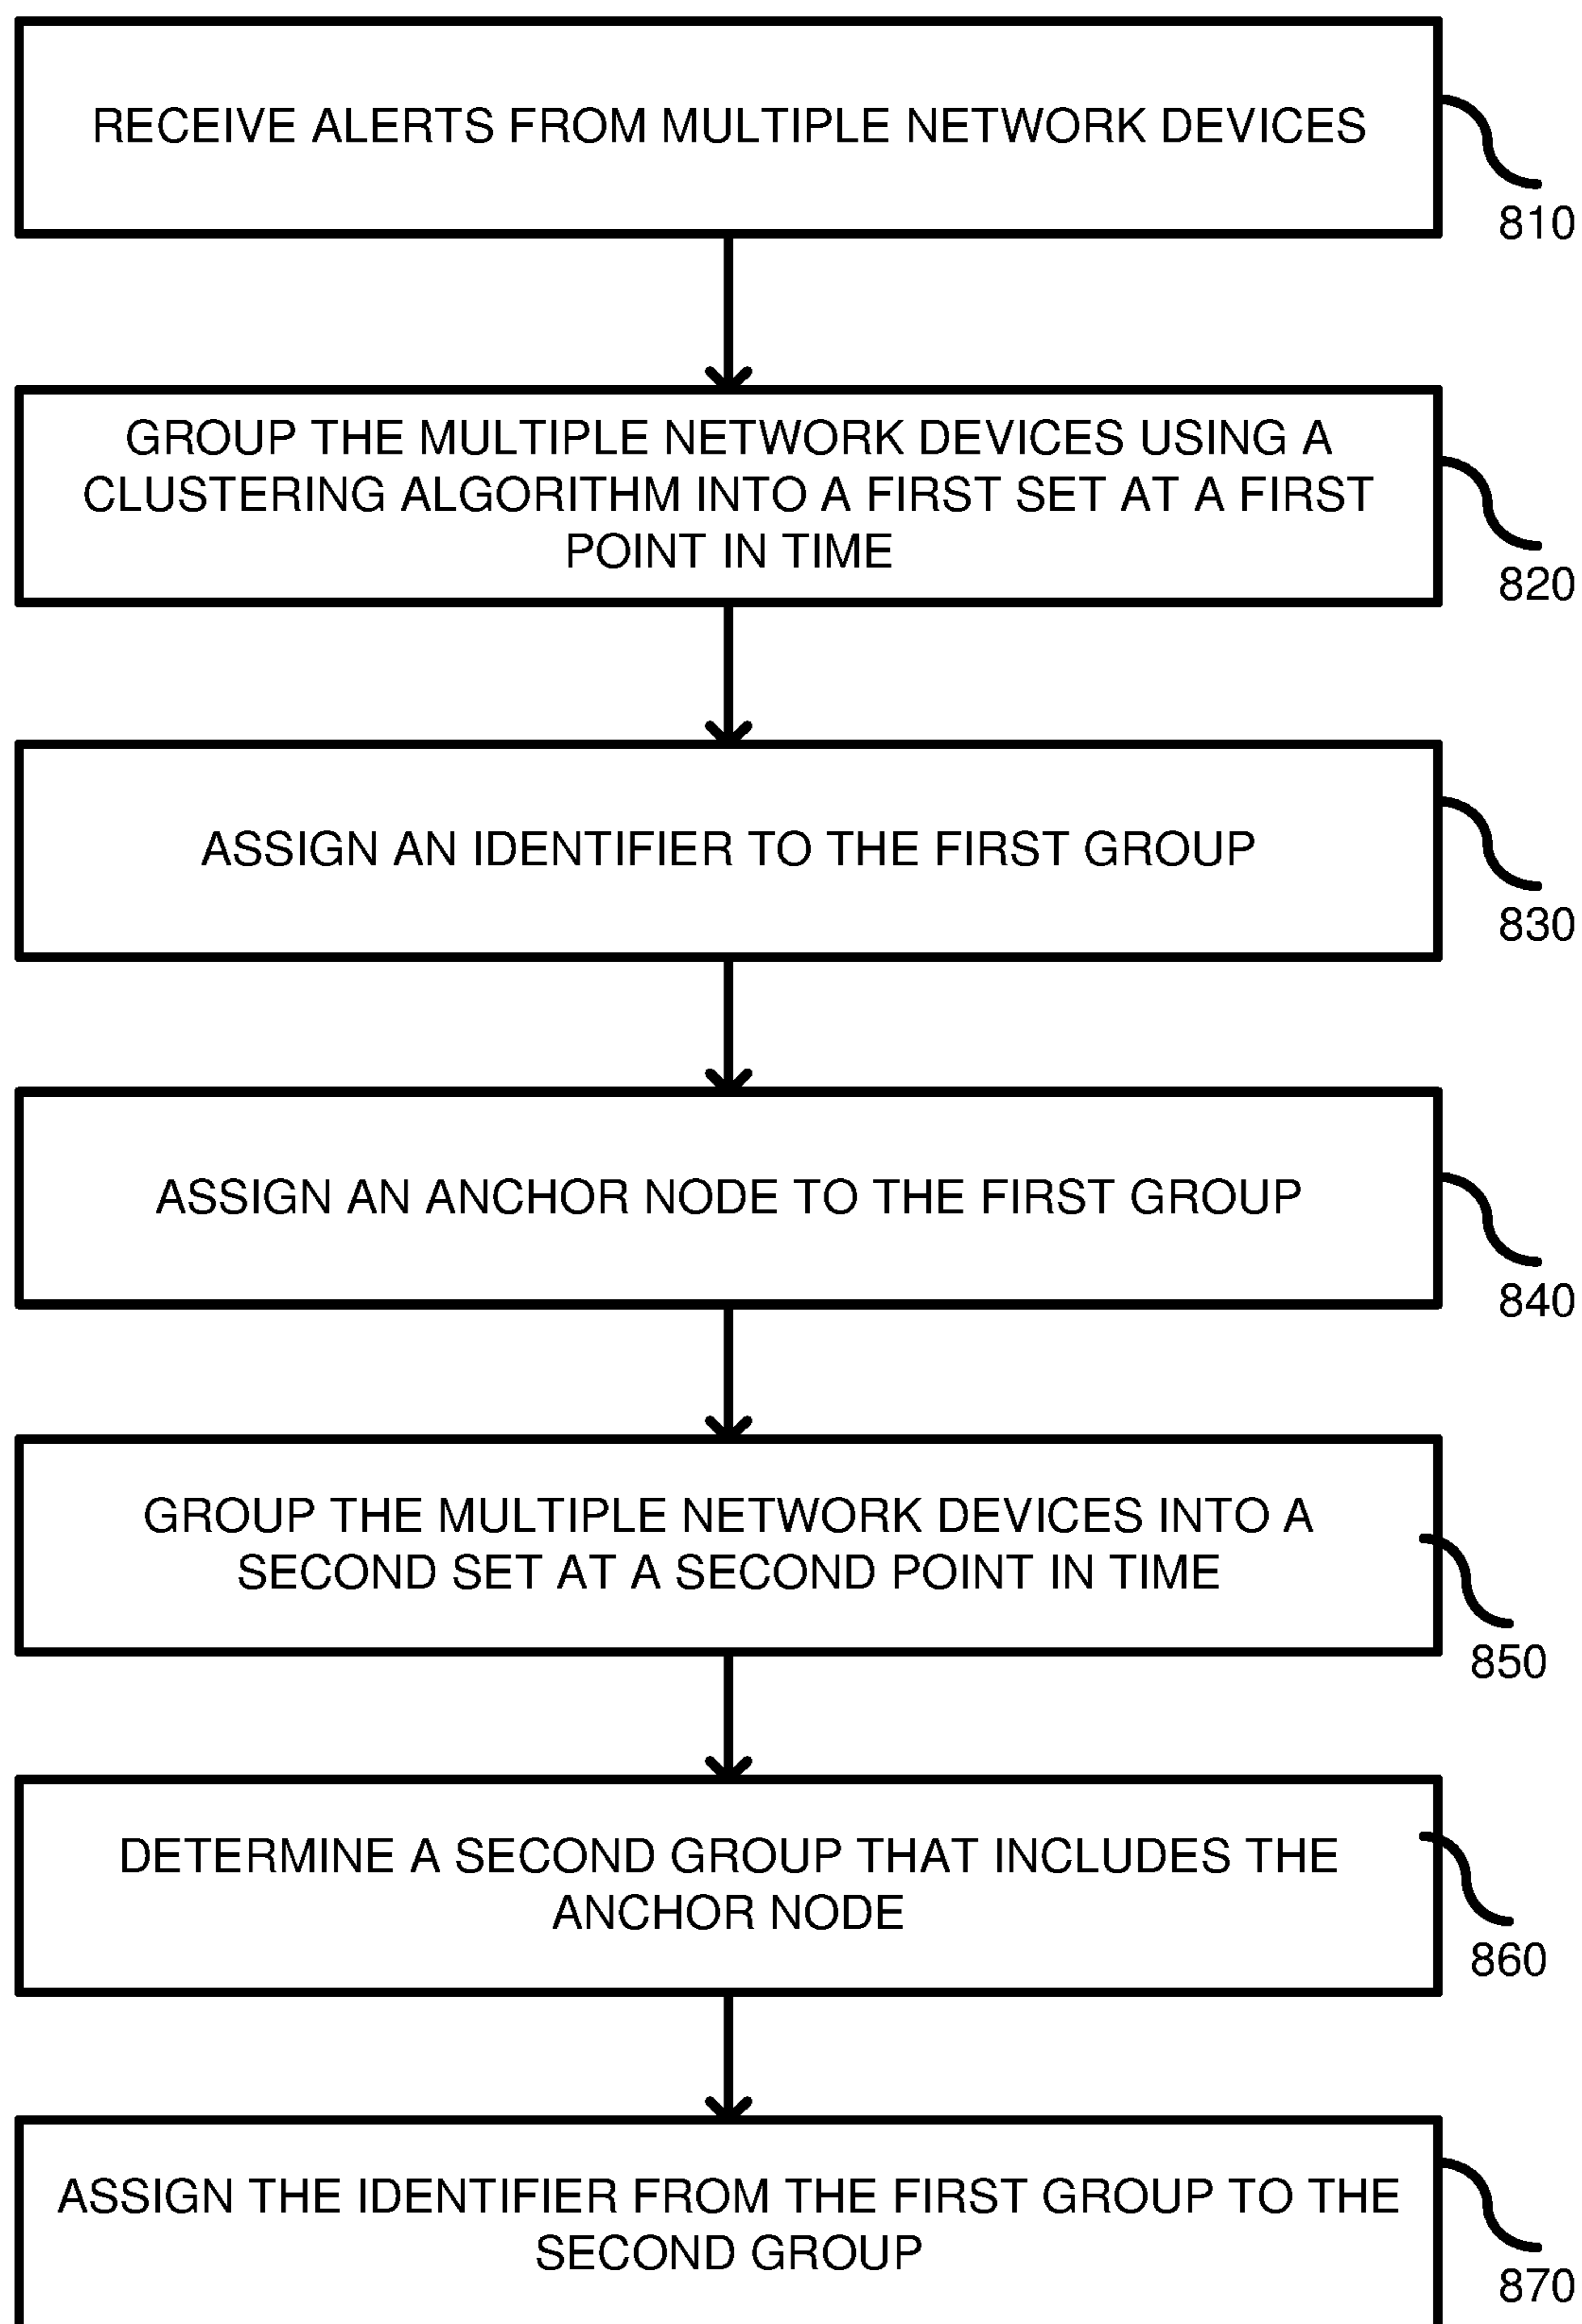 RECEIVE ALERTS FROM MULTIPLE NETWORK DEVICES
810
GROUP THE MULTIPLE NETWORK DEVICES USING A
CLUSTERING ALGORITHM INTO A FIRST SET AT A FIRST
POINT IN TIME
820
ASSIGN AN IDENTIFIER TO THE FIRST GROUP
830
ASSIGN AN ANCHOR NODE TO THE FIRST GROUP
840
GROUP THE MULTIPLE NETWORK DEVICES INTO A
SECOND SET AT A SECOND POINT IN TIME
850
DETERMINE A SECOND GROUP THAT INCLUDES THE
ANCHOR NODE
860
ASSIGN THE IDENTIFIER FROM THE FIRST GROUP TO THE
SECOND GROUP
870